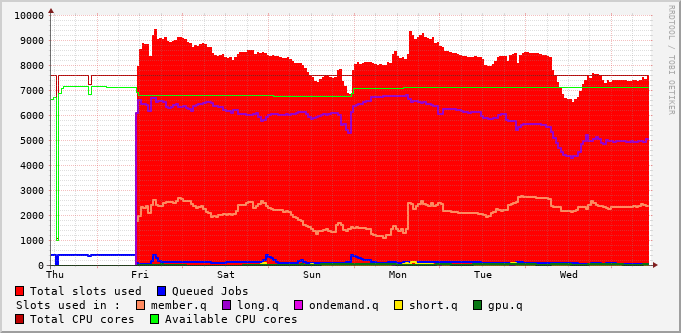 10000
9000
8000
7000
6000
5000
4000
3000
2000
1000
0
Thu Fri Sat Sun Mon Tue Wed
RRDTOOL / TOBI OETIKER
Total slots used Queued Jobs
Slots used in : member.q long.q ondemand.q short.q gpu.q
Total CPU cores Available CPU cores